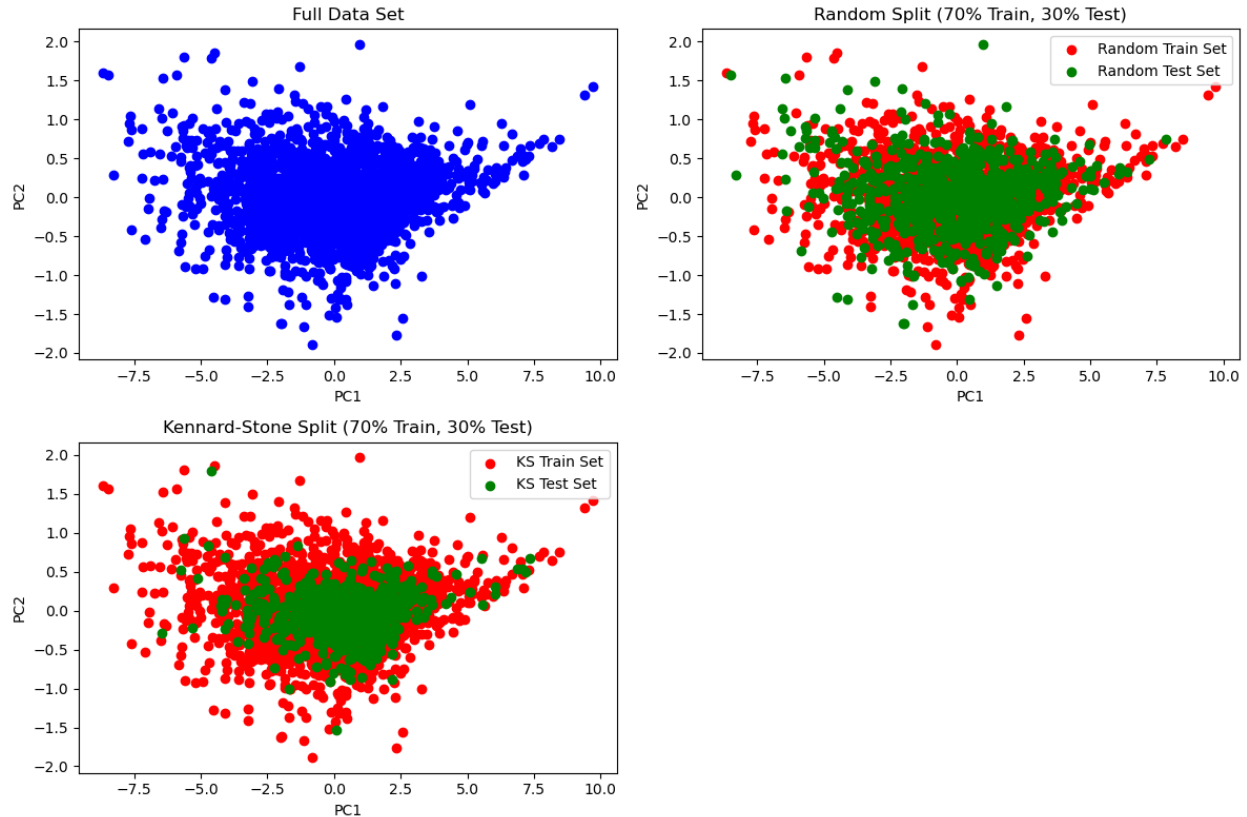 Full Data Set
2.0
1.5
1.0
0.5
0.0
−0.5
−1.0
−1.5
−2.0
PC2
−7.5 −5.0 −2.5 0.0 2.5 5.0 7.5 10.0
PC1
Random Split (70% Train, 30% Test)
Random Train Set
Random Test Set
2.0
1.5
1.0
0.5
0.0
−0.5
−1.0
−1.5
−2.0
PC2
−7.5 −5.0 −2.5 0.0 2.5 5.0 7.5 10.0
PC1
Kennard-Stone Split (70% Train, 30% Test)
KS Train Set
KS Test Set
2.0
1.5
1.0
0.5
0.0
−0.5
−1.0
−1.5
−2.0
PC2
−7.5 −5.0 −2.5 0.0 2.5 5.0 7.5 10.0
PC1